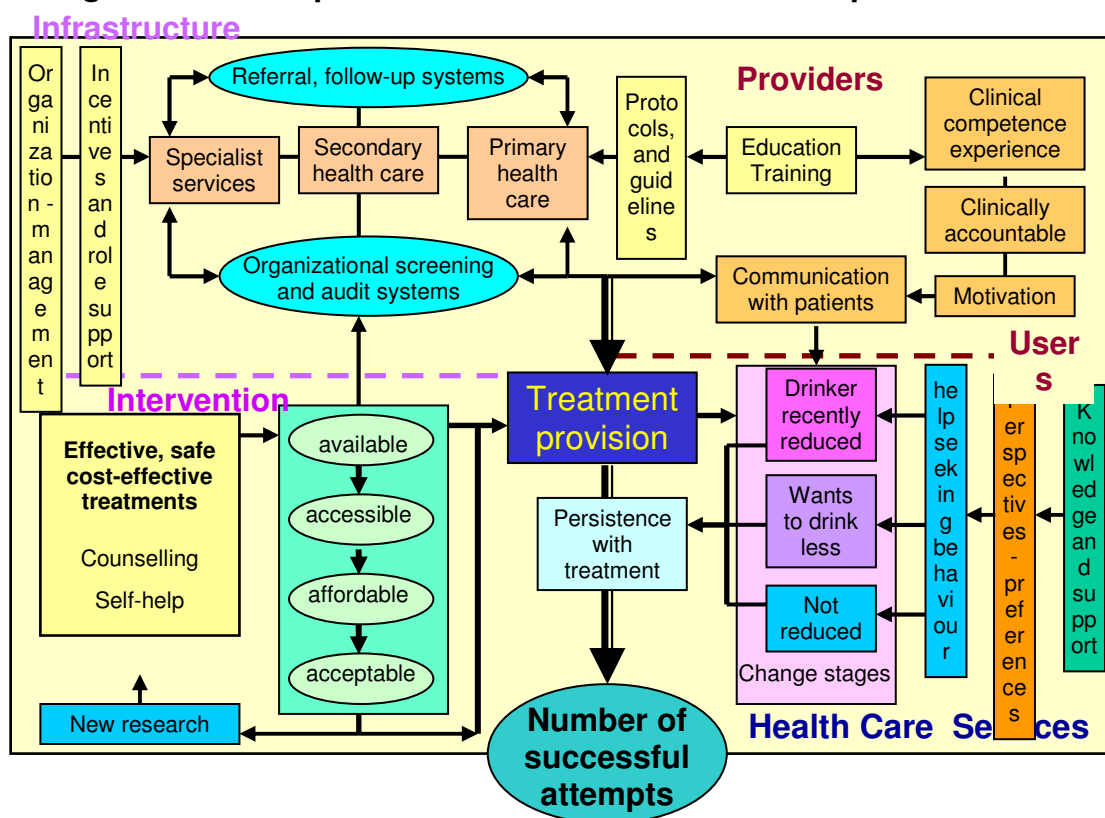 Infrastructure
Or
ga
ni
za
tio
n -
m
an
ag
e
m
en
t
In
ce
nti
ve
s
an
d
rol
e
su
pp
ort
Referral, follow-up systems
Specialist
services
Secondary
health care
Primary
health
care
Organizational screening
and audit systems
Proto
cols,
and
guid
eline
s
Providers
Education
Training
Clinical
competence
experience
Clinically
accountable
Motivation
Communication
with patients
User
s
Intervention
Effective, safe
cost-effective
treatments
Counselling
Self-help
New research
available
accessible
affordable
acceptable
Treatment
provision
Persistence
with
treatment
Number of
successful
attempts
Drinker
recently
reduced
Wants
to drink
less
Not
reduced
Change stages
he
lp
se
ek
in
g
be
ha
vi
ou
r
er
sp
ec
tiv
es
-
pr
ef
er
en
ce
s
K
no
wl
ed
ge
an
d
su
pp
ort
Health Care